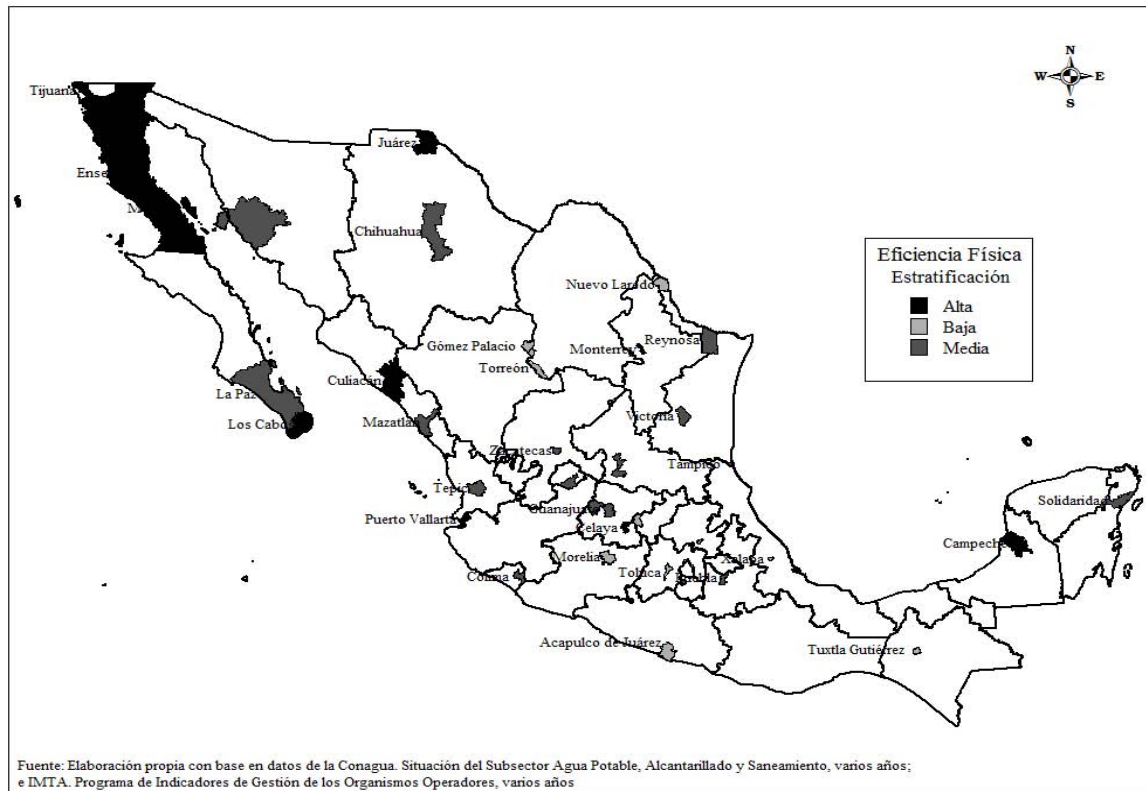 N
W E
S
Tijuana
Juárez
Ense
M
Chihuahua
Eficiencia Física
Estratificación
Alta
Baja
Media
Nuevo Laredo
Reynosa
Gómez Palacio
Monterrey
Torreón
Culiacán
La Paz
Los Cabos
Mazatlán
Victoria
Zacatecas
Tampico
Tepic
Solidaridad
Guanajuato
Puerto Vallarta
Celaya
Campeche
Morelia
Xalapa
Colima
Toluca
Puebla
Acapulco de Juárez
Tuxtla Gutiérrez
Fuente: Elaboración propia con base en datos de la Conagua. Situación del Subsector Agua Potable, Alcantarillado y Saneamiento, varios años;
e IMTA. Programa de Indicadores de Gestión de los Organismos Operadores, varios años